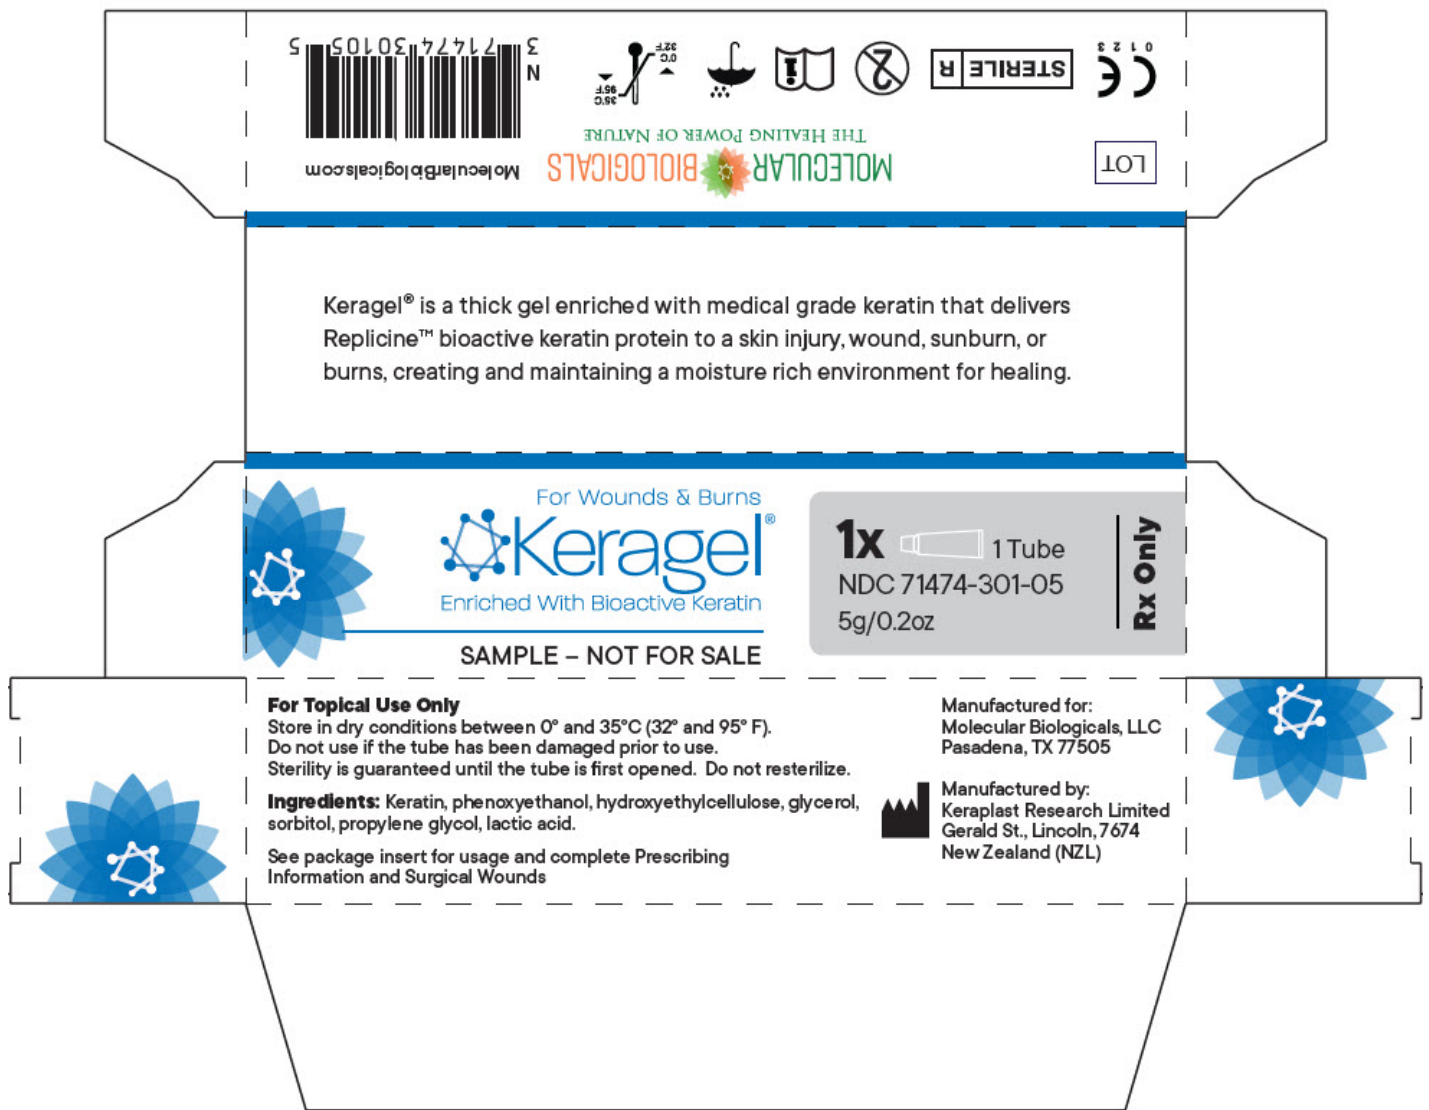 LOT
CE
0123
STERILE R
2
i
0°C
32°F
35°C
95°F
MOLECULAR BIOLOGICALS
THE HEALING POWER OF NATURE
MolecularBiologicals.com
N
3 71474 30105 5
Keragel® is a thick gel enriched with medical grade keratin that delivers
Replicine™ bioactive keratin protein to a skin injury, wound, sunburn, or
burns, creating and maintaining a moisture rich environment for healing.
For Wounds & Burns
Keragel®
Enriched With Bioactive Keratin
SAMPLE – NOT FOR SALE
1x 1 Tube
NDC 71474-301-05
5g/0.2oz
Rx Only
For Topical Use Only
Store in dry conditions between 0° and 35°C (32° and 95° F).
Do not use if the tube has been damaged prior to use.
Sterility is guaranteed until the tube is first opened. Do not resterilize.
Ingredients: Keratin, phenoxyethanol, hydroxyethylcellulose, glycerol,
sorbitol, propylene glycol, lactic acid.
See package insert for usage and complete Prescribing
Information and Surgical Wounds
Manufactured for:
Molecular Biologicals, LLC
Pasadena, TX 77505
Manufactured by:
Keraplast Research Limited
Gerald St., Lincoln, 7674
New Zealand (NZL)